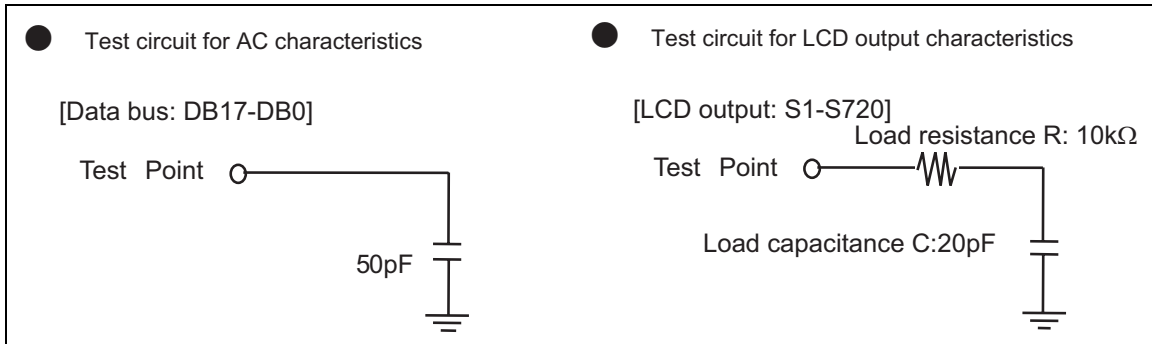 Test circuit for AC characteristics
[Data bus: DB17-DB0]
Test Point
50pF
Test circuit for LCD output characteristics
[LCD output: S1-S720]
Load resistance R: 10kΩ
Test Point
Load capacitance C:20pF